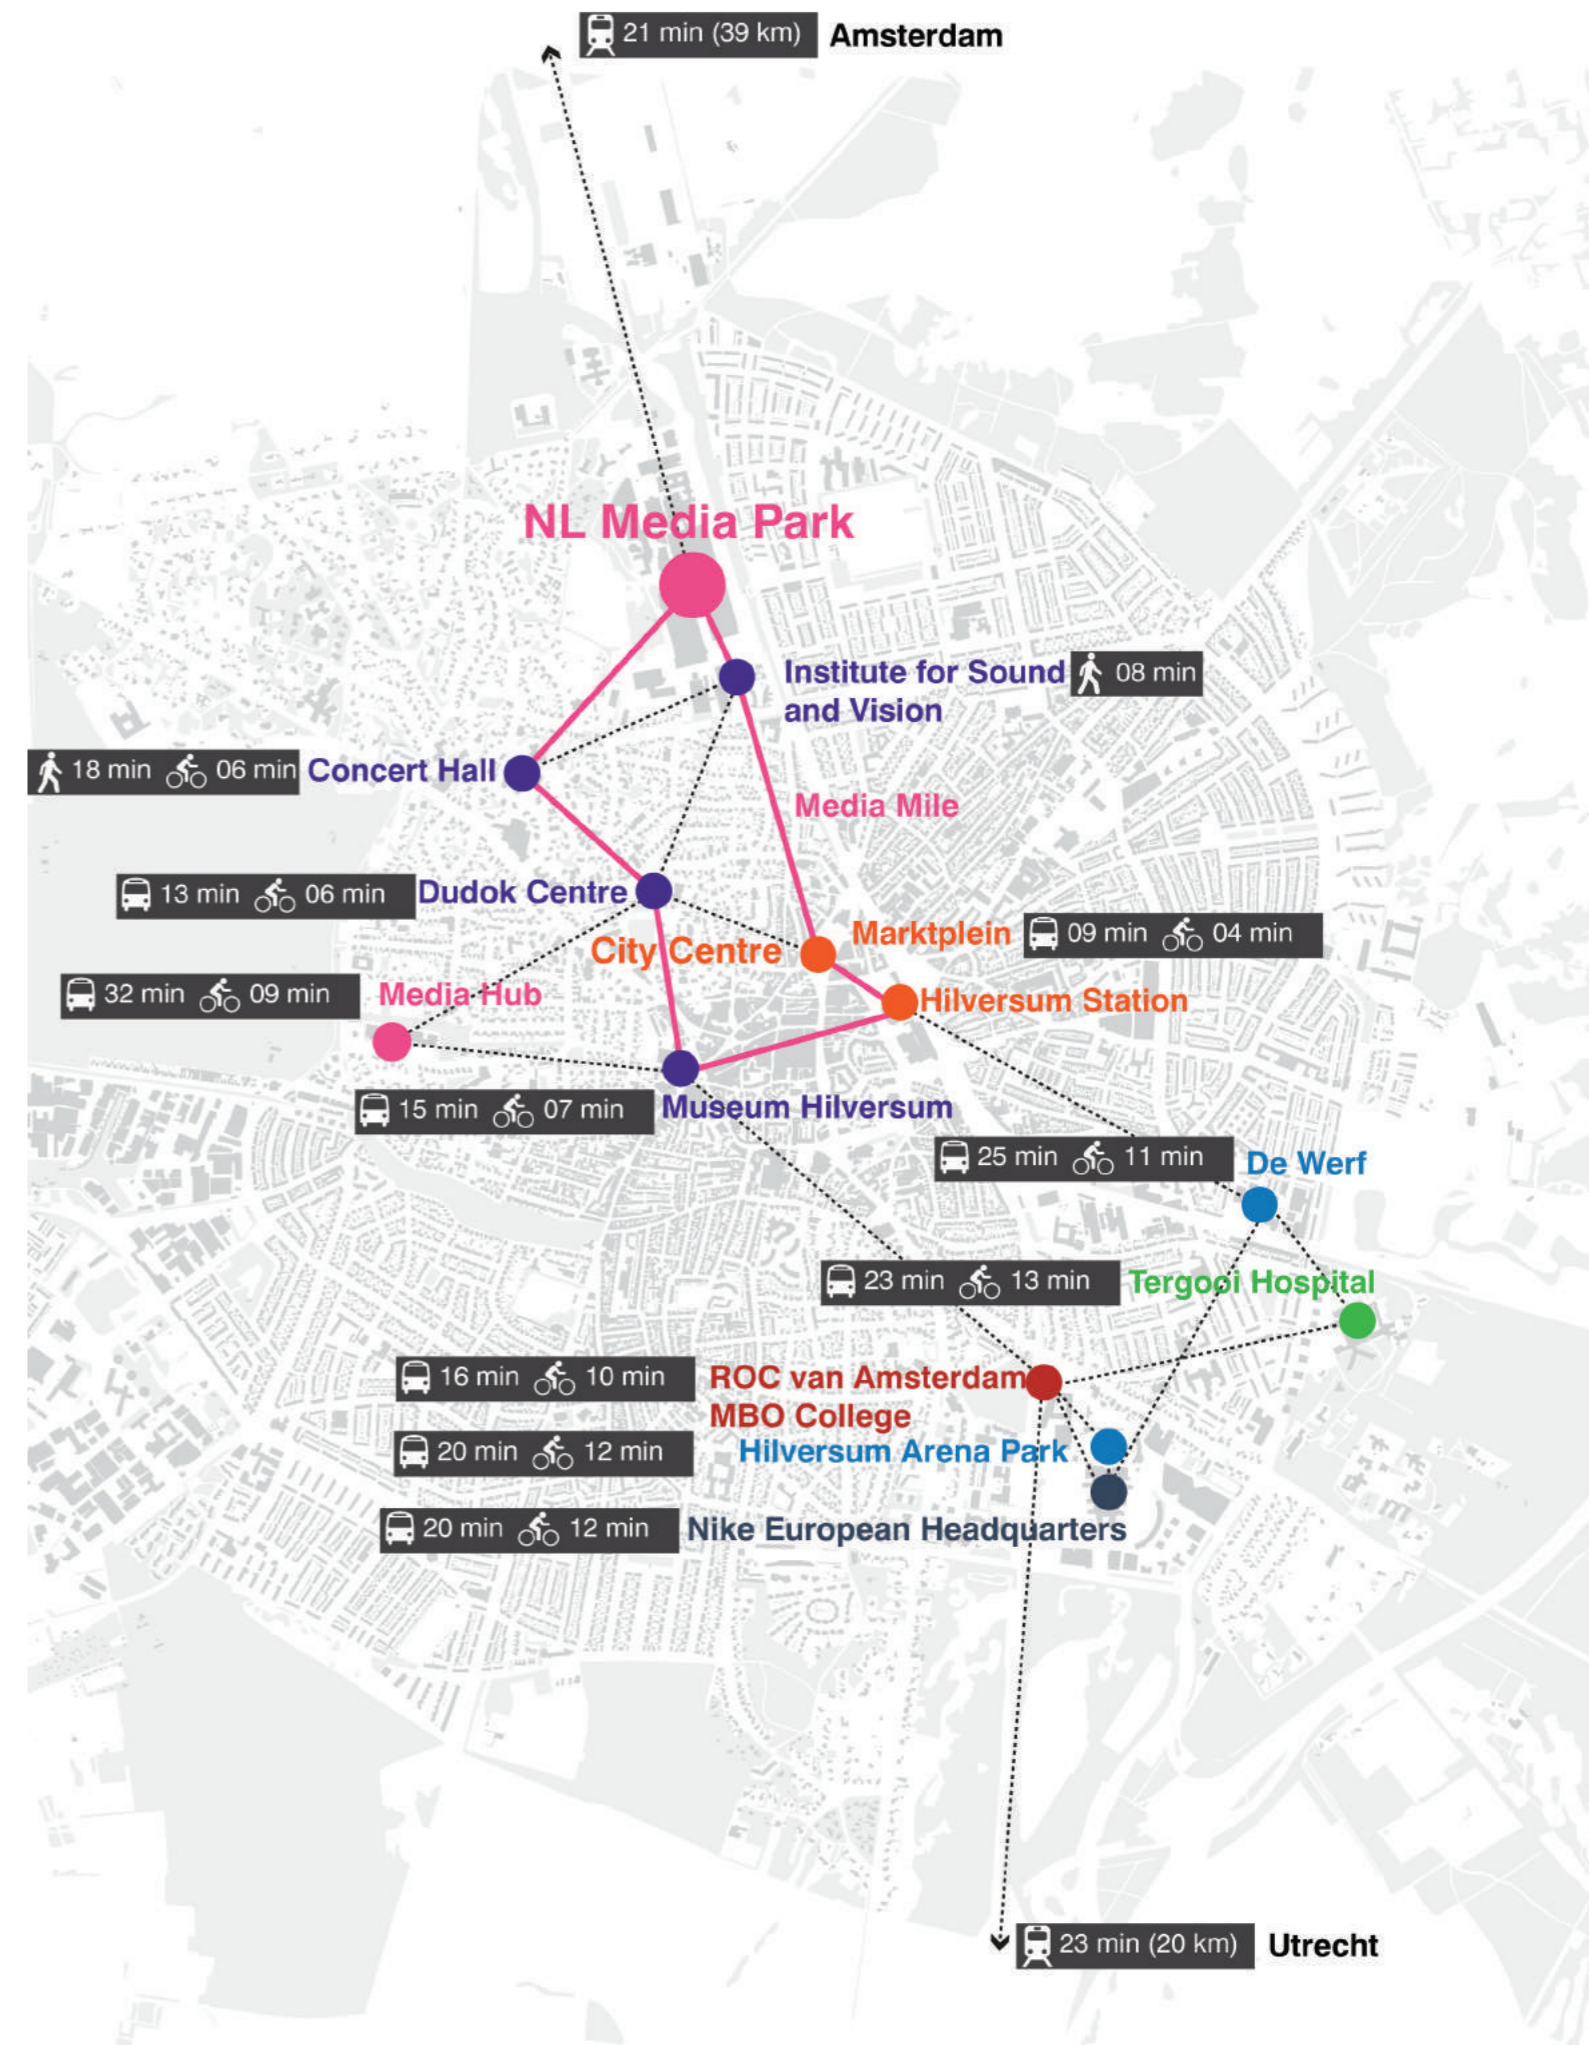 21 min (39 km) Amsterdam
NL Media Park
Institute for Sound 08 min
and Vision
18 min 06 min Concert Hall
Media Mile
13 min 06 min Dudok Centre
Marktplein 09 min 04 min
City Centre
32 min 09 min Media Hub
Hilversum Station
15 min 07 min Museum Hilversum
25 min 11 min De Werf
23 min 13 min Tergooi Hospital
16 min 10 min ROC van Amsterdam
MBO College
20 min 12 min Hilversum Arena Park
20 min 12 min Nike European Headquarters
23 min (20 km) Utrecht